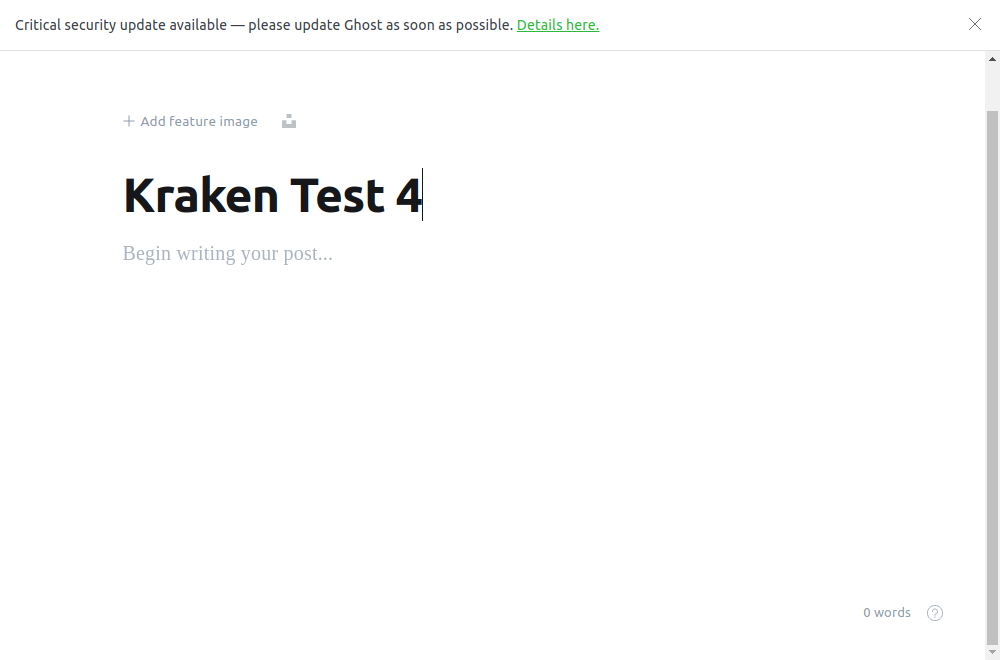 Critical security update available — please update Ghost as soon as possible. Details here.
Add feature image
Kraken Test 4
Begin writing your post...
0 words